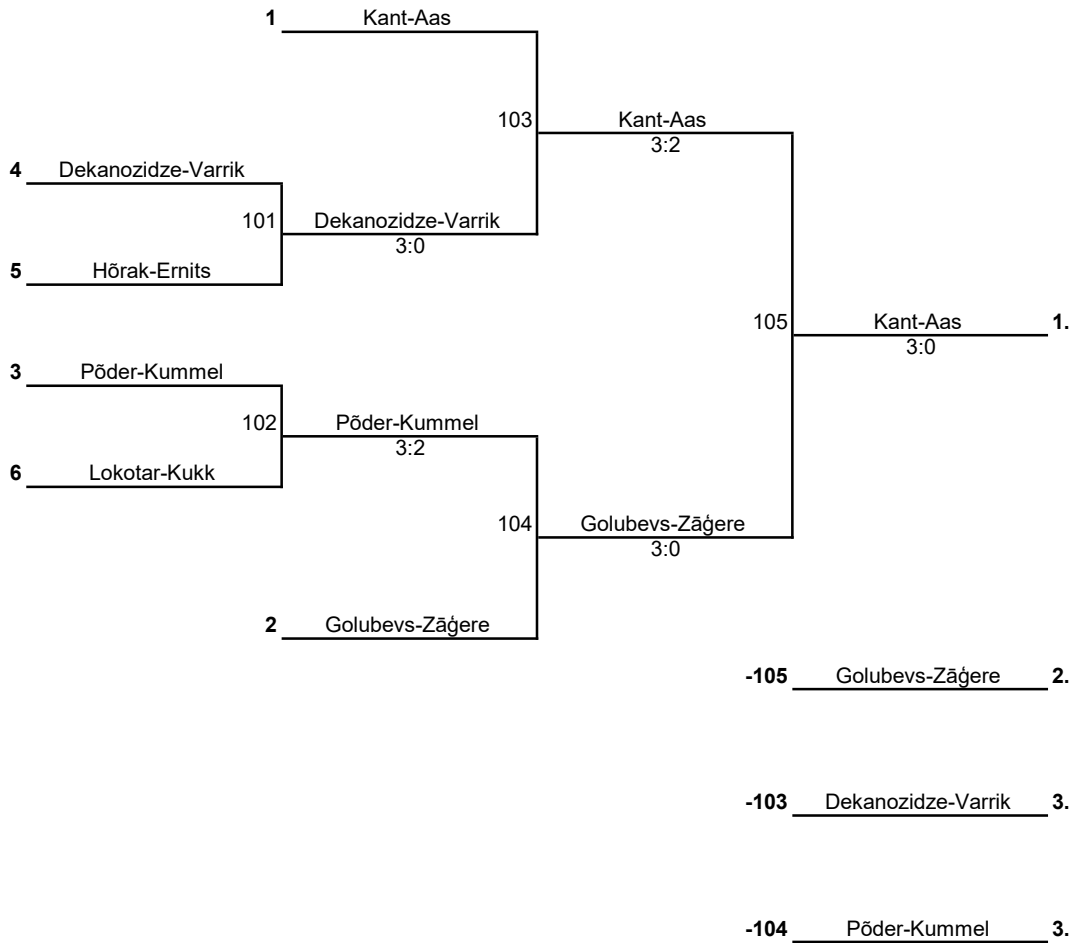 1 Kant-Aas
103 Kant-Aas
3:2
4 Dekanozidze-Varrik
101 Dekanozidze-Varrik
3:0
5 Hõrak-Ernits
105 Kant-Aas 1.
3:0
3 Põder-Kummel
102 Põder-Kummel
3:2
6 Lokotar-Kukk
104 Golubevs-Zāģere
3:0
2 Golubevs-Zāģere
-105 Golubevs-Zāģere 2.
-103 Dekanozidze-Varrik 3.
-104 Põder-Kummel 3.